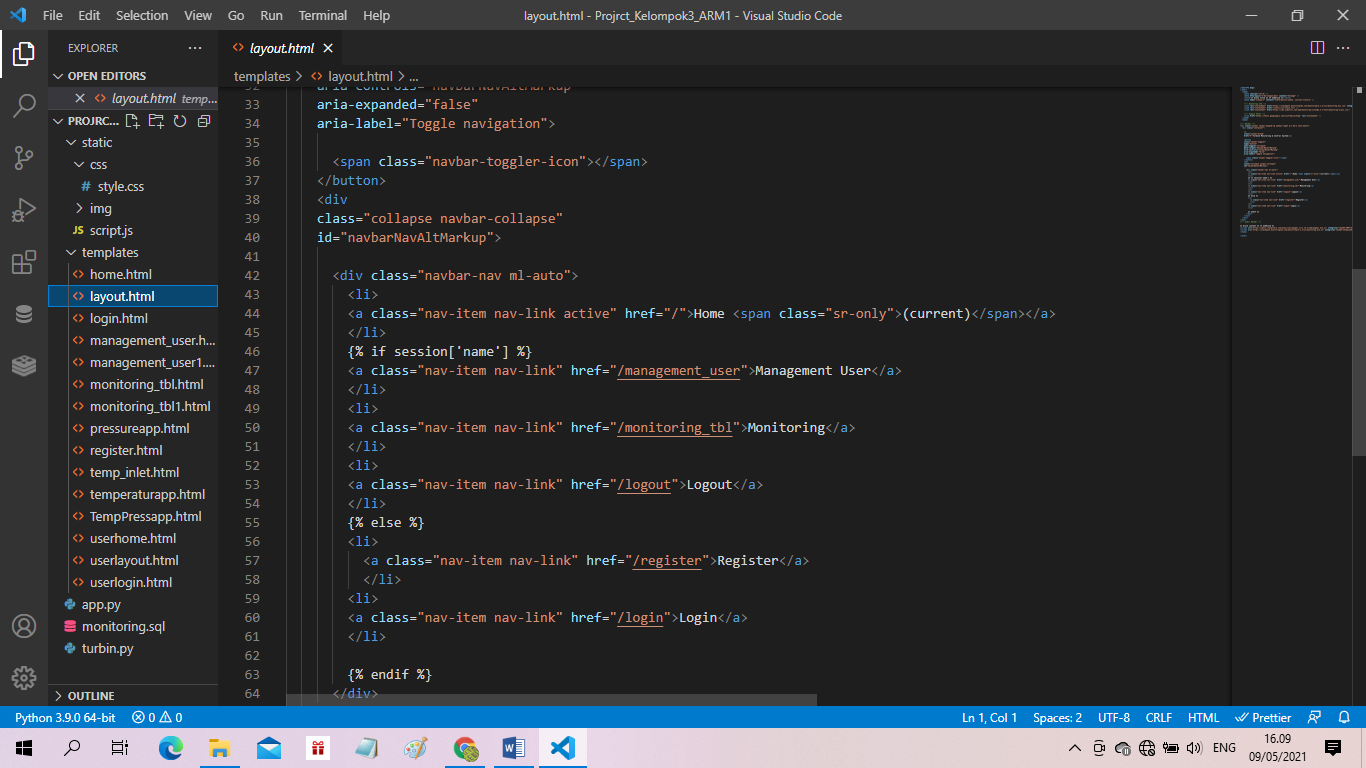 File Edit Selection View Go Run Terminal Help
layout.html - Projrct_Kelompok3_ARM1 - Visual Studio Code
EXPLORER
OPEN EDITORS
layout.html temp...
PROJRC...
static
css
# style.css
img
JS script.js
templates
home.html
layout.html
login.html
management_user.h...
management_user1....
monitoring_tbl.html
monitoring_tbl1.html
pressureapp.html
register.html
temp_inlet.html
temperaturapp.html
TempPressapp.html
userhome.html
userlayout.html
userlogin.html
app.py
monitoring.sql
turbin.py
OUTLINE
layout.html
templates > layout.html > ...
32 aria-controls="navbarNavAltMarkup"
33 aria-expanded="false"
34 aria-label="Toggle navigation">
35
36 <span class="navbar-toggler-icon"></span>
37 </button>
38 <div
39 class="collapse navbar-collapse"
40 id="navbarNavAltMarkup">
41
42 <div class="navbar-nav ml-auto">
43 <li>
44 <a class="nav-item nav-link active" href="/">Home <span class="sr-only">(current)</span></a>
45 </li>
46 {% if session['name'] %}
47 <a class="nav-item nav-link" href="/management_user">Management User</a>
48 </li>
49 <li>
50 <a class="nav-item nav-link" href="/monitoring_tbl">Monitoring</a>
51 </li>
52 <li>
53 <a class="nav-item nav-link" href="/logout">Logout</a>
54 </li>
55 {% else %}
56 <li>
57 <a class="nav-item nav-link" href="/register">Register</a>
58 </li>
59 <li>
60 <a class="nav-item nav-link" href="/login">Login</a>
61 </li>
62
63 {% endif %}
64 </div>
Python 3.9.0 64-bit 0 0
Ln 1, Col 1 Spaces: 2 UTF-8 CRLF HTML Prettier
ENG
16.09
09/05/2021